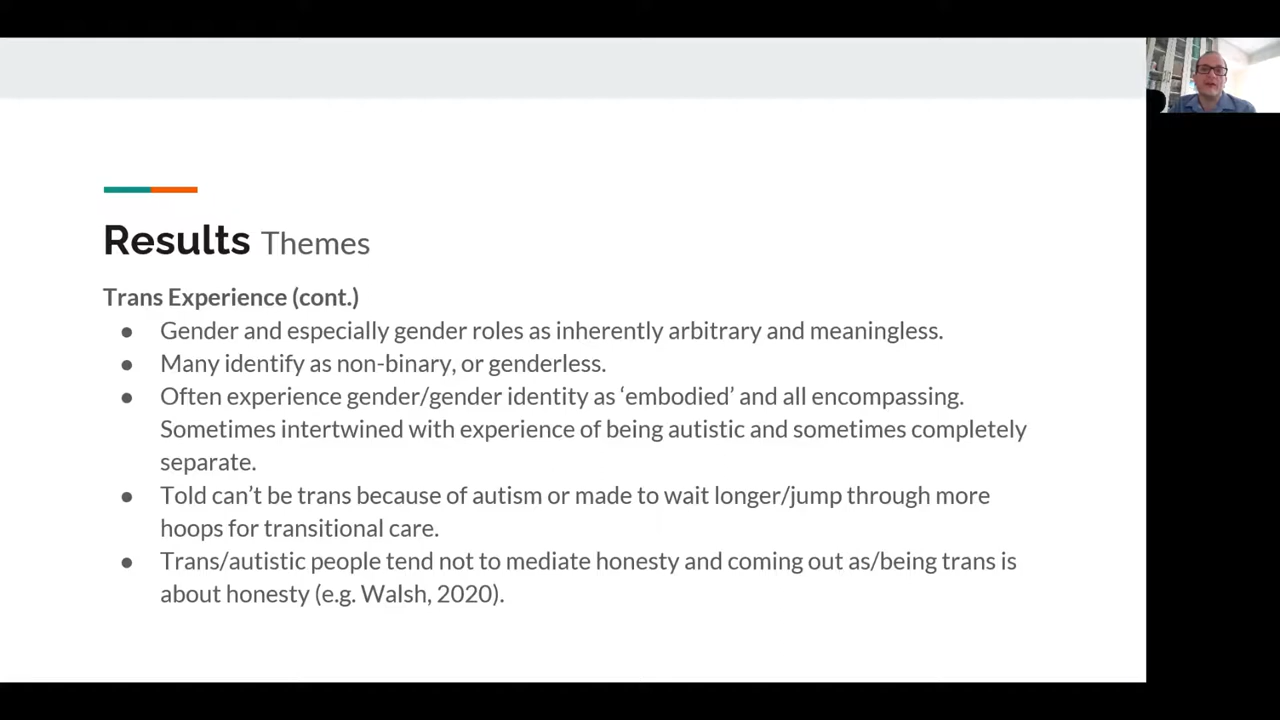 Results Themes
Trans Experience (cont.)
● Gender and especially gender roles as inherently arbitrary and meaningless.
● Many identify as non-binary, or genderless.
● Often experience gender/gender identity as ‘embodied’ and all encompassing.
Sometimes intertwined with experience of being autistic and sometimes completely
separate.
● Told can’t be trans because of autism or made to wait longer/jump through more
hoops for transitional care.
● Trans/autistic people tend not to mediate honesty and coming out as/being trans is
about honesty (e.g. Walsh, 2020).